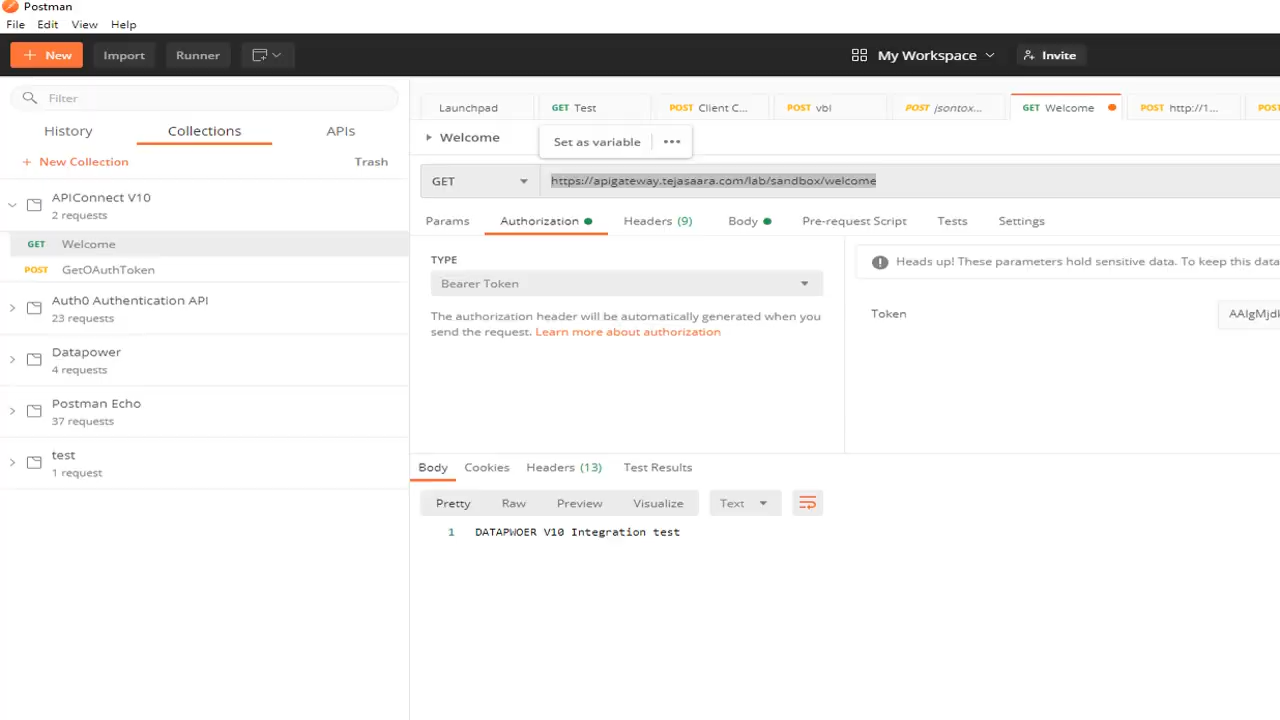 Postman
File Edit View Help
+ New Import Runner My Workspace Invite
Filter
History Collections APIs
+ New Collection Trash
APIConnect V10
2 requests
GET Welcome
POST GetOAuthToken
Auth0 Authentication API
23 requests
Datapower
4 requests
Postman Echo
37 requests
test
1 request
Launchpad GET Test POST Client C... POST vbl POST jsontox... GET Welcome POST http://1... POST
Welcome
Set as variable •••
GET https://apigateway.tejasaara.com/lab/sandbox/welcome
Params Authorization Headers (9) Body Pre-request Script Tests Settings
TYPE
Bearer Token
The authorization header will be automatically generated when you
send the request. Learn more about authorization
Heads up! These parameters hold sensitive data. To keep this data
Token
Body Cookies Headers (13) Test Results
Pretty Raw Preview Visualize Text
1 DATAPWOER V10 Integration test